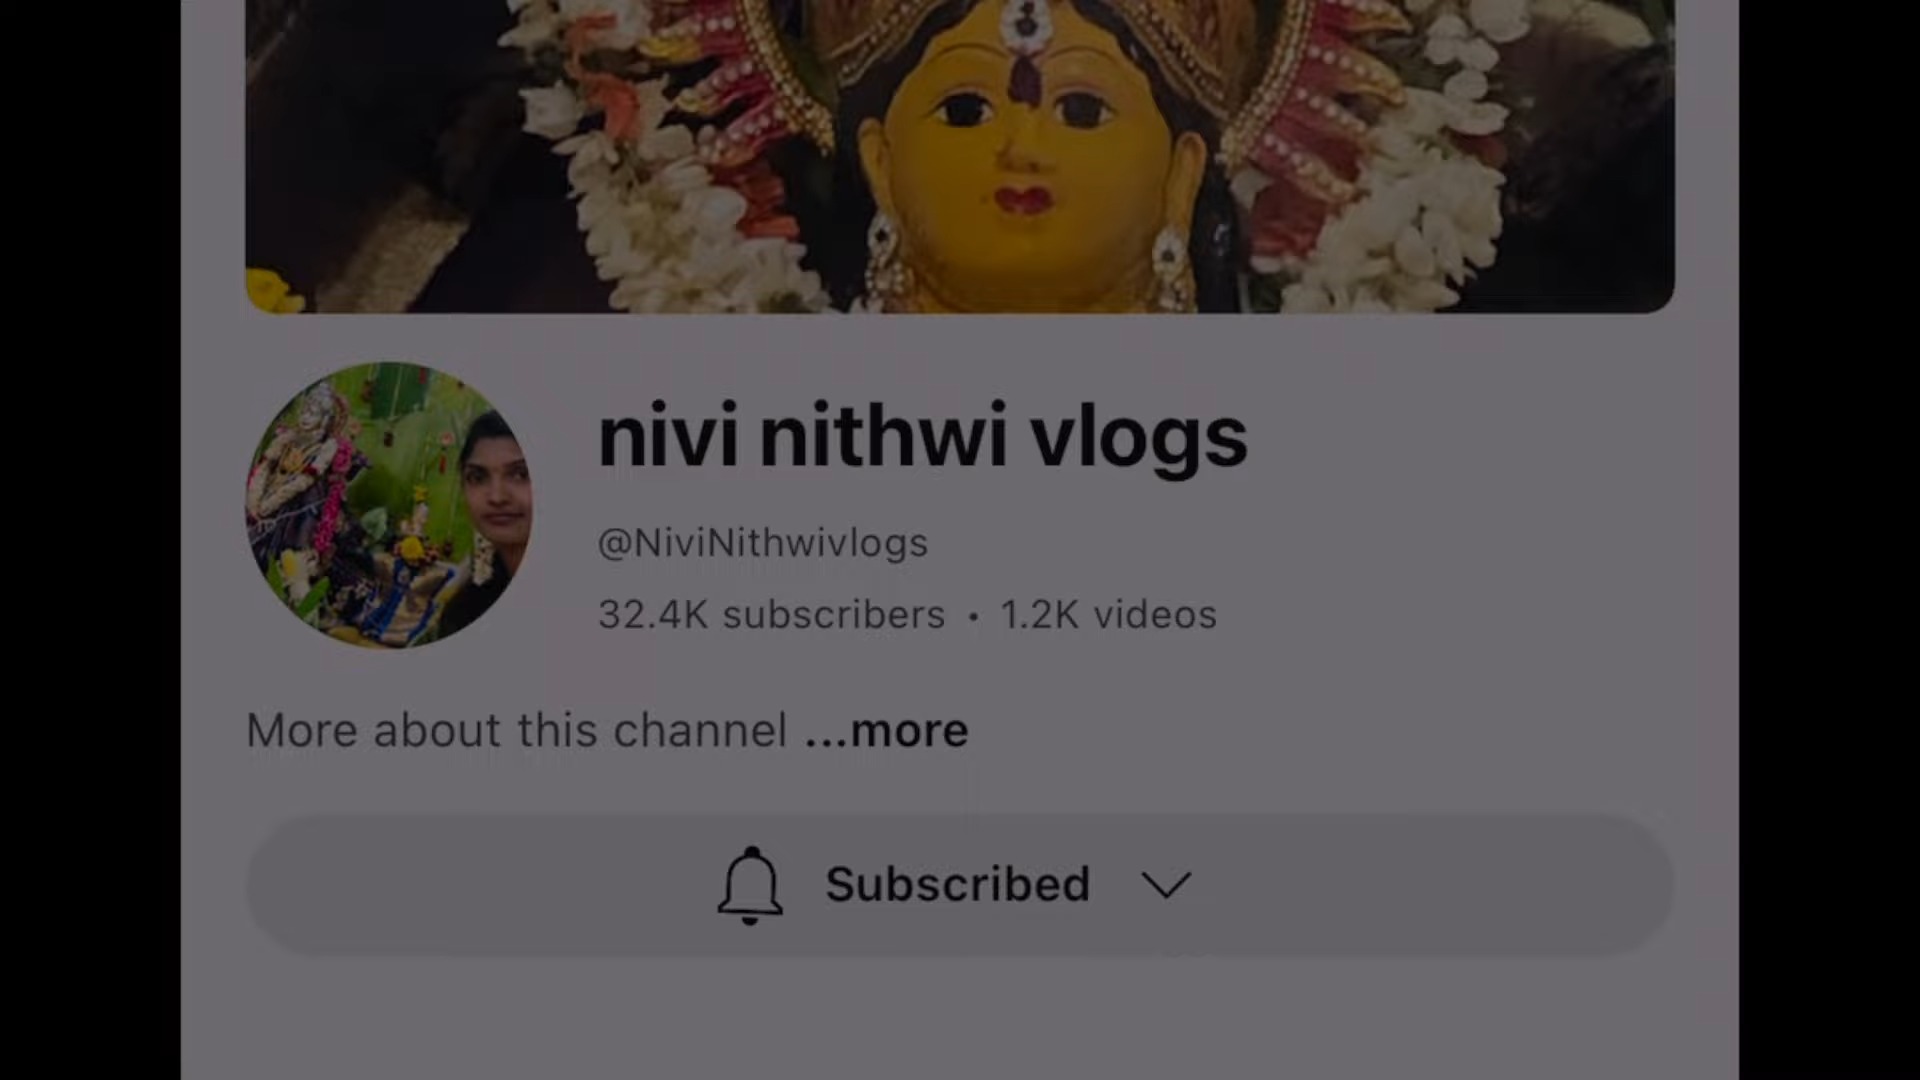 nivi nithwi vlogs
@NiviNithwivlogs
32.4K subscribers • 1.2K videos
More about this channel ...more
Subscribed